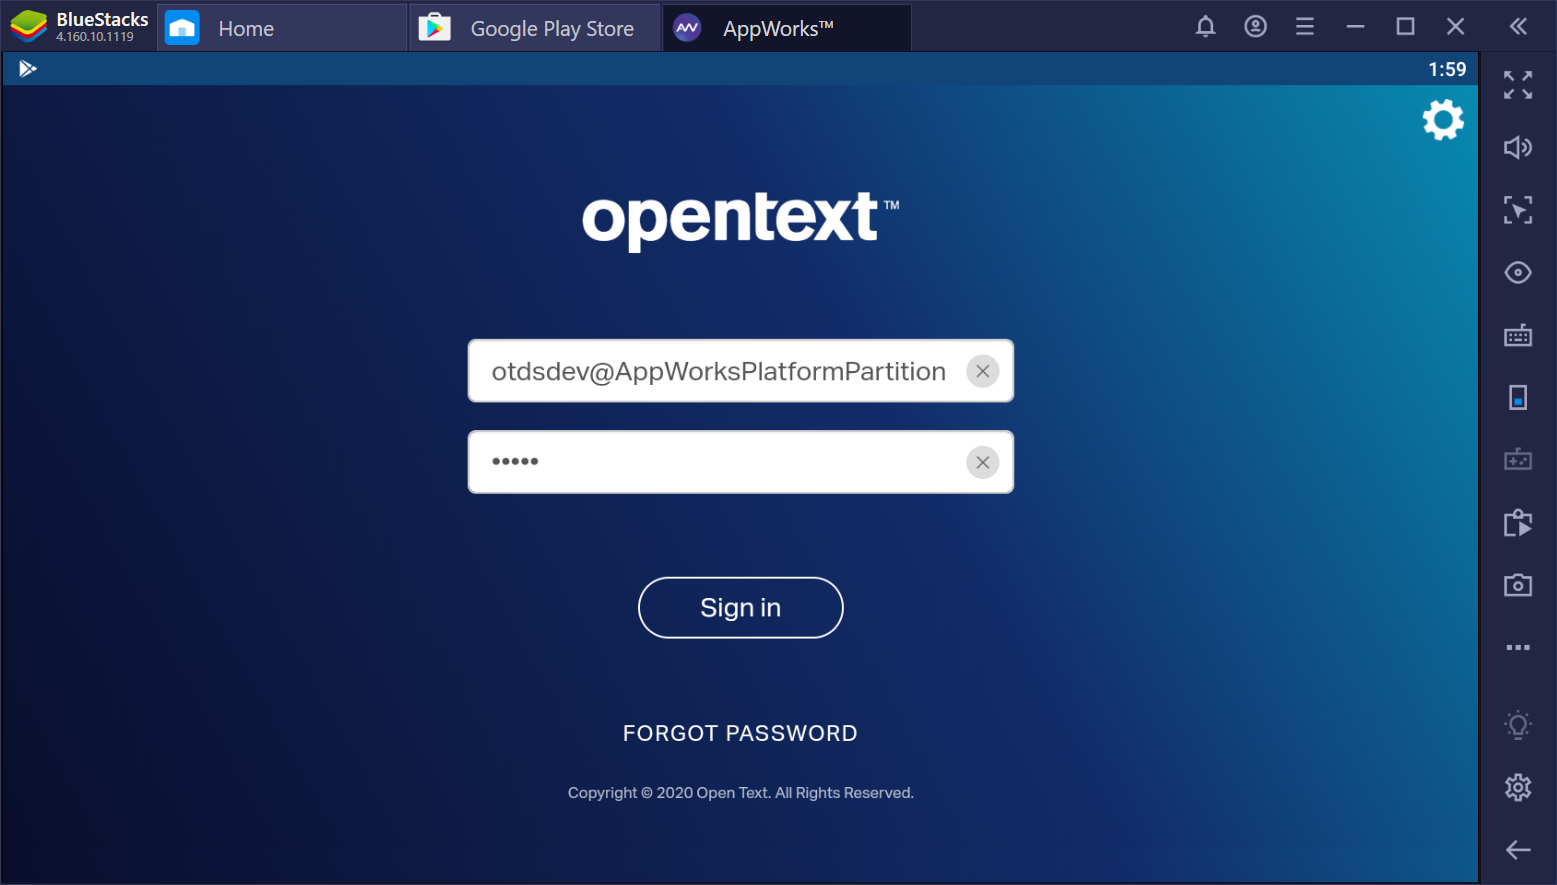 BlueStacks
4.160.10.1119
Home
Google Play Store
AppWorks™
1:59
opentext™
otdsdev@AppWorksPlatformPartition
•••••
Sign in
FORGOT PASSWORD
Copyright © 2020 Open Text. All Rights Reserved.